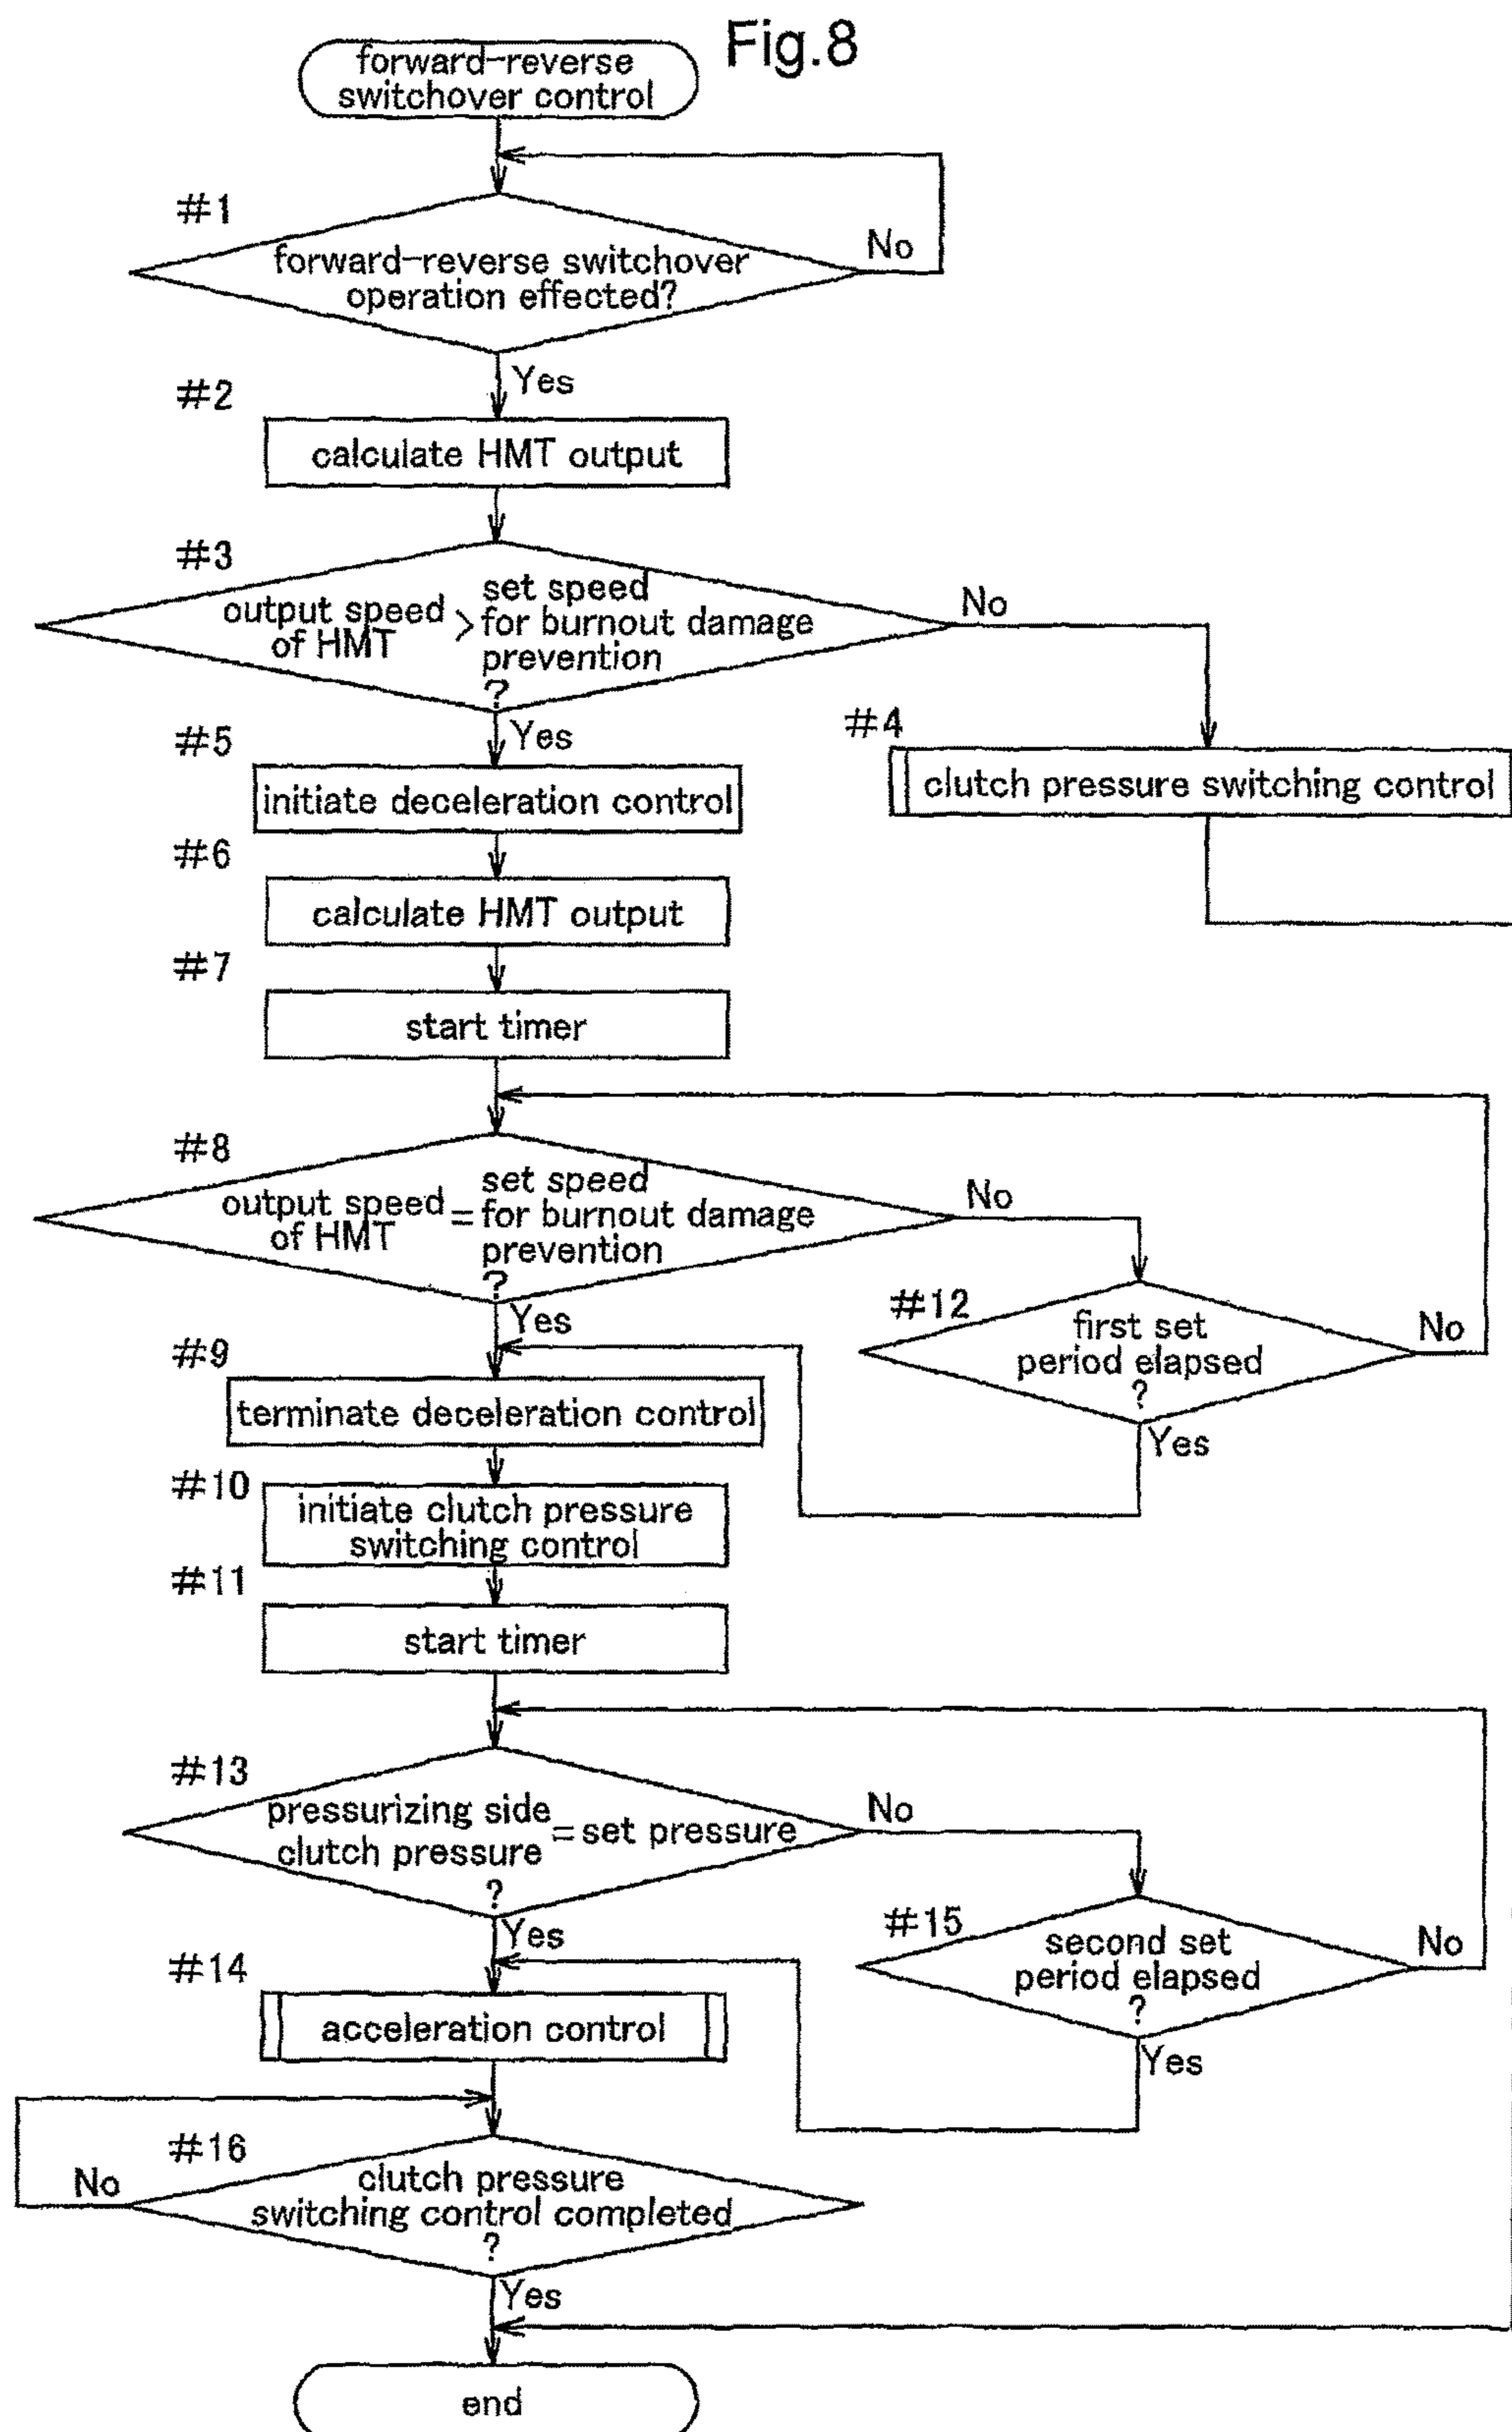 Fig.8
forward-reverse
switchover control
#1
forward-reverse switchover
operation effected?
No
Yes
#2
calculate HMT output
#3
output speed
of HMT
>
set speed
for burnout damage
prevention
?
No
Yes
#4
clutch pressure switching control
#5
initiate deceleration control
#6
calculate HMT output
#7
start timer
#8
output speed
of HMT
=
set speed
for burnout damage
prevention
?
No
Yes
#12
first set
period elapsed
?
No
Yes
#9
terminate deceleration control
#10
initiate clutch pressure
switching control
#11
start timer
#13
pressurizing side
clutch pressure
= set pressure
?
No
Yes
#15
second set
period elapsed
?
No
Yes
#14
acceleration control
#16
clutch pressure
switching control completed
?
No
Yes
end